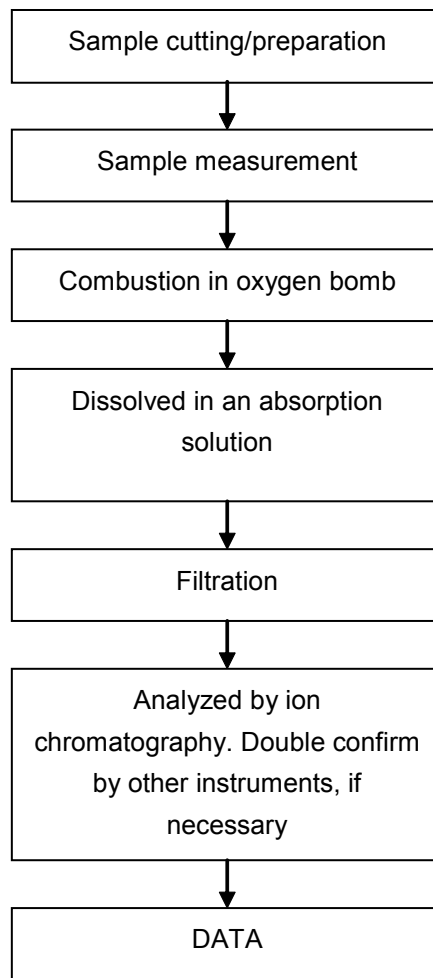 Sample cutting/preparation
Sample measurement
Combustion in oxygen bomb
Dissolved in an absorption
solution
Filtration
Analyzed by ion
chromatography. Double confirm
by other instruments, if
necessary
DATA